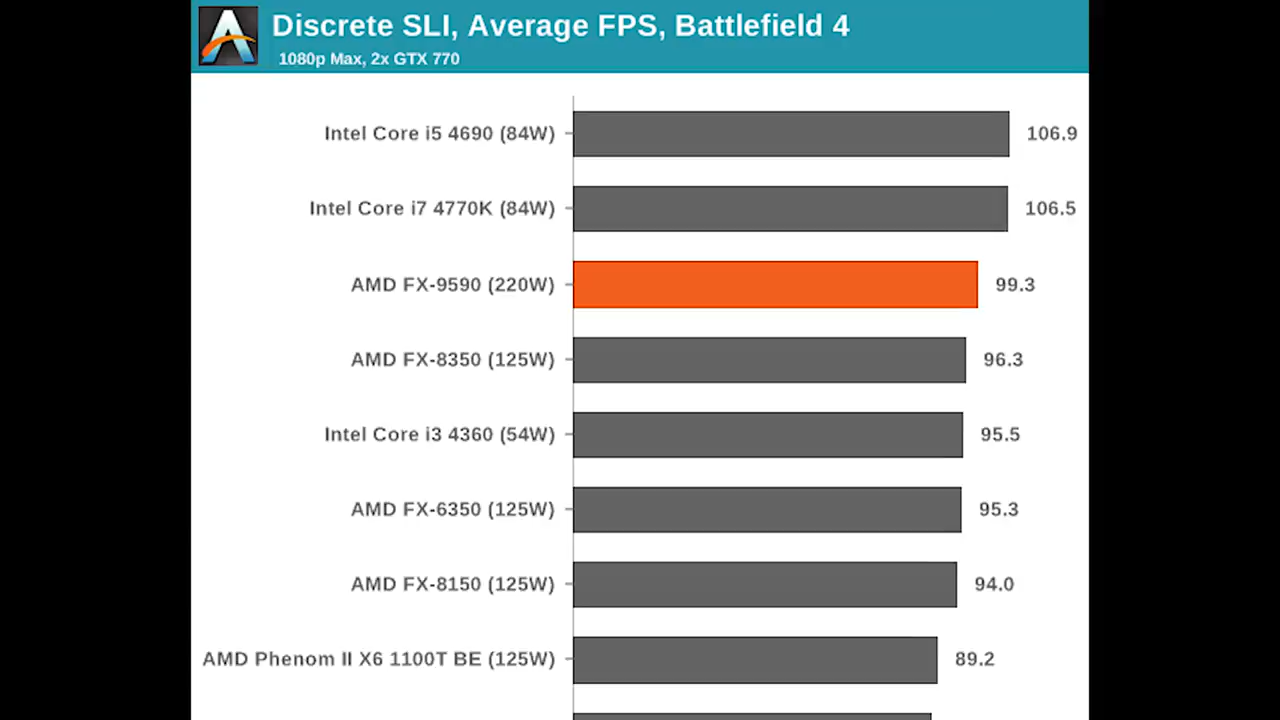 Discrete SLI, Average FPS, Battlefield 4
1080p Max, 2x GTX 770
Intel Core i5 4690 (84W) 106.9
Intel Core i7 4770K (84W) 106.5
AMD FX-9590 (220W) 99.3
AMD FX-8350 (125W) 96.3
Intel Core i3 4360 (54W) 95.5
AMD FX-6350 (125W) 95.3
AMD FX-8150 (125W) 94.0
AMD Phenom II X6 1100T BE (125W) 89.2